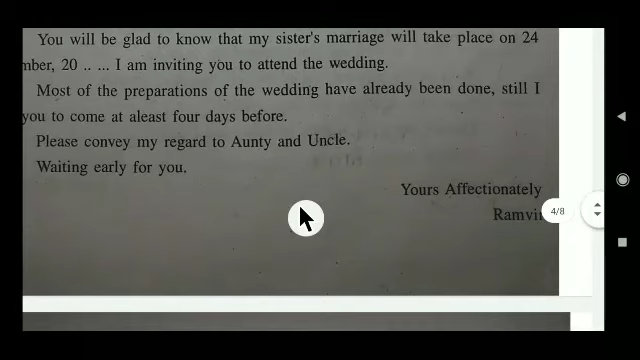 You will be glad to know that my sister's marriage will take place on 24
mber, 20 .. ... I am inviting you to attend the wedding.
Most of the preparations of the wedding have already been done, still I
you to come at aleast four days before.
Please convey my regard to Aunty and Uncle.
Waiting early for you,
Yours Affectionately
4/8